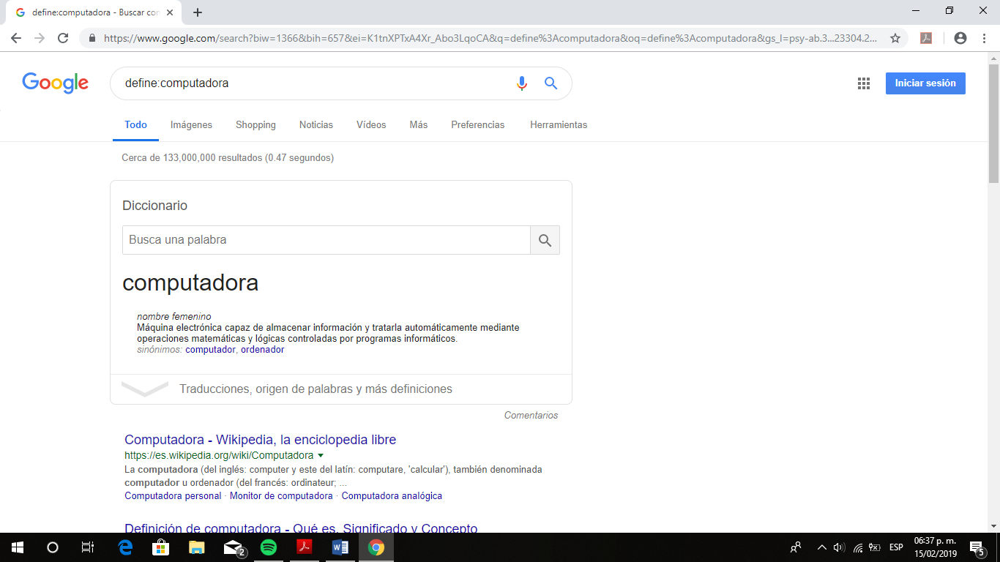 define:computadora - Buscar con
https://www.google.com/search?biw=1366&bih=657&ei=K1tnXPTxA4Xr_Abo3LqoCA&q=define%3Acomputadora&oq=define%3Acomputadora&gs_l=psy-ab.3...23304.2...
Google
define:computadora
Iniciar sesión
Todo Imágenes Shopping Noticias Vídeos Más Preferencias Herramientas
Cerca de 133,000,000 resultados (0.47 segundos)
Diccionario
Busca una palabra
computadora
nombre femenino
Máquina electrónica capaz de almacenar información y tratarla automáticamente mediante
operaciones matemáticas y lógicas controladas por programas informáticos.
sinónimos: computador, ordenador
Traducciones, origen de palabras y más definiciones
Comentarios
Computadora - Wikipedia, la enciclopedia libre
https://es.wikipedia.org/wiki/Computadora
La computadora (del inglés: computer y este del latín: computare, 'calcular'), también denominada
computador u ordenador (del francés: ordinateur; ...
Computadora personal · Monitor de computadora · Computadora analógica
Definición de computadora - Qué es, Significado y Concepto
2
ESP
06:37 p. m.
15/02/2019
5